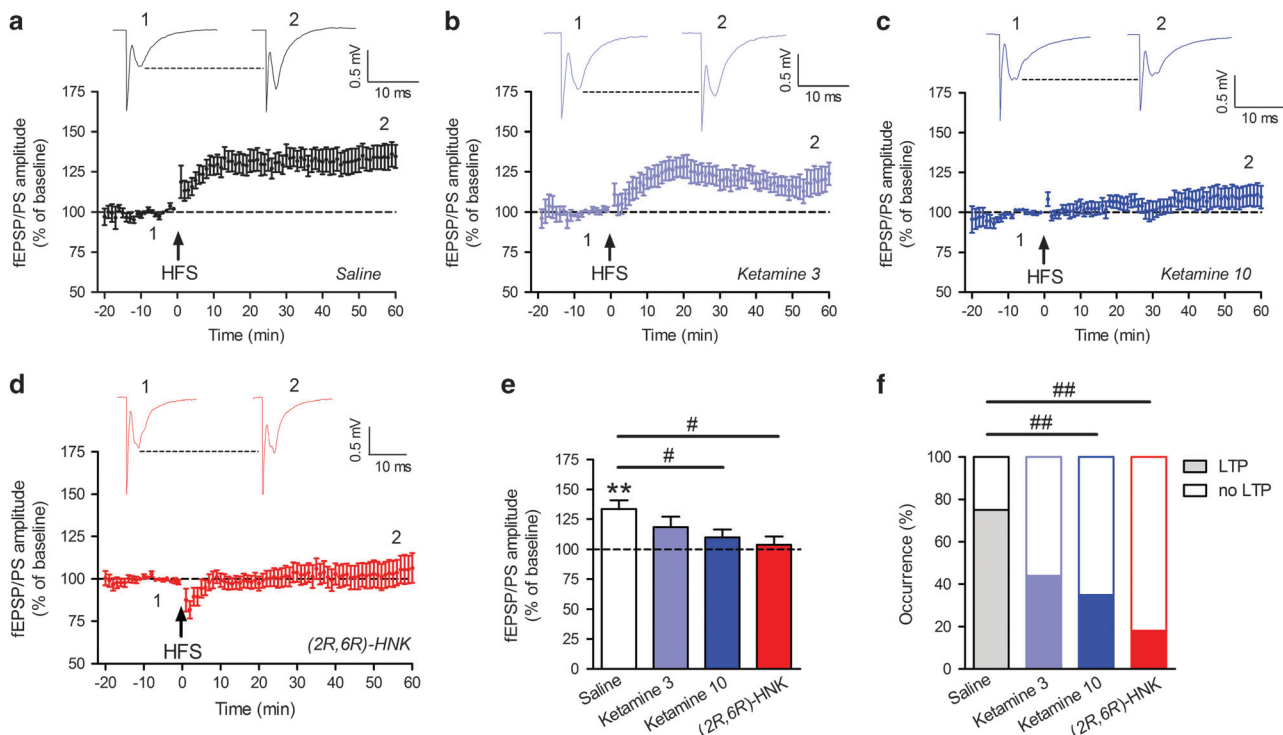 a
1
2
0.5 mV
10 ms
175
150
125
100
75
50
fEPSP/PS amplitude
(% of baseline)
2
1
HFS
Saline
-20 -10 0 10 20 30 40 50 60
Time (min)
b
1
2
0.5 mV
10 ms
175
150
125
100
75
50
fEPSP/PS amplitude
(% of baseline)
2
1
HFS
Ketamine 3
-20 -10 0 10 20 30 40 50 60
Time (min)
c
1
2
0.5 mV
10 ms
175
150
125
100
75
50
fEPSP/PS amplitude
(% of baseline)
2
1
HFS
Ketamine 10
-20 -10 0 10 20 30 40 50 60
Time (min)
d
1
2
0.5 mV
10 ms
175
150
125
100
75
50
fEPSP/PS amplitude
(% of baseline)
2
1
HFS
(2R,6R)-HNK
-20 -10 0 10 20 30 40 50 60
Time (min)
e
#
#
**
175
150
125
100
75
50
25
0
fEPSP/PS amplitude
(% of baseline)
Saline
Ketamine 3
Ketamine 10
(2R,6R)-HNK
f
##
##
100
80
60
40
20
0
Occurrence (%)
LTP
no LTP
Saline
Ketamine 3
Ketamine 10
(2R,6R)-HNK